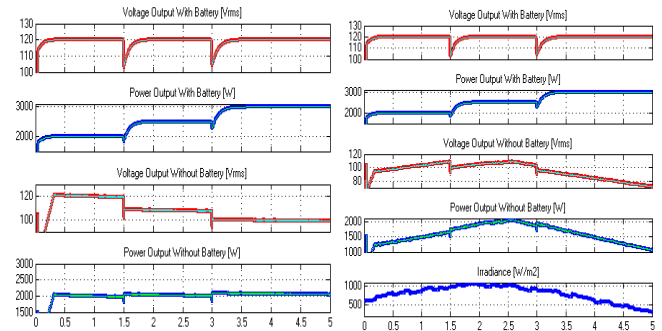 Voltage Output With Battery [Vrms]
130
120
110
100
Power Output With Battery [W]
3000
2000
Voltage Output Without Battery [Vrms]
120
100
Power Output Without Battery [W]
3000
2500
2000
1500
0 0.5 1 1.5 2 2.5 3 3.5 4 4.5 5
Voltage Output With Battery [Vrms]
130
120
110
100
Power Output With Battery [W]
3000
2000
Voltage Output Without Battery [Vrms]
120
100
80
Power Output Without Battery [W]
2000
1500
1000
Irradiance [W/m2]
1000
500
0 0.5 1 1.5 2 2.5 3 3.5 4 4.5 5